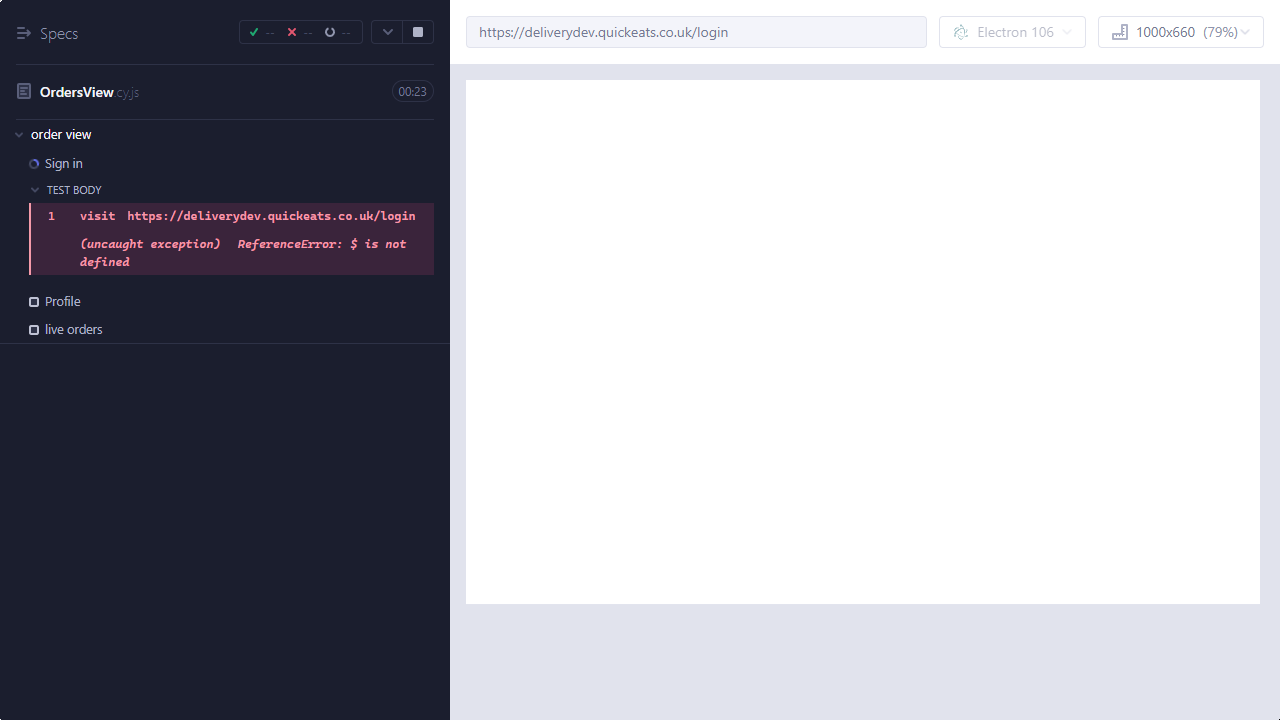 Specs
-- -- --
https://deliverydev.quickeats.co.uk/login
Electron 106
1000x660 (79%)
OrdersView.cy.js
00:23
order view
Sign in
TEST BODY
1 visit https://deliverydev.quickeats.co.uk/login
(uncaught exception) ReferenceError: $ is not
defined
Profile
live orders